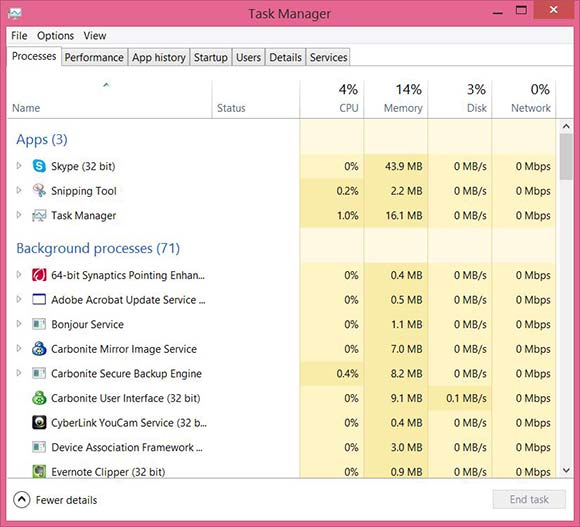 Task Manager
File Options View
Processes Performance App history Startup Users Details Services
4% 14% 3% 0%
Name Status CPU Memory Disk Network
Apps (3)
Skype (32 bit) 0% 43.9 MB 0 MB/s 0 Mbps
Snipping Tool 0.2% 2.2 MB 0 MB/s 0 Mbps
Task Manager 1.0% 16.1 MB 0 MB/s 0 Mbps
Background processes (71)
64-bit Synaptics Pointing Enhan... 0% 0.4 MB 0 MB/s 0 Mbps
Adobe Acrobat Update Service ... 0% 0.5 MB 0 MB/s 0 Mbps
Bonjour Service 0% 1.1 MB 0 MB/s 0 Mbps
Carbonite Mirror Image Service 0% 7.0 MB 0 MB/s 0 Mbps
Carbonite Secure Backup Engine 0.4% 8.2 MB 0 MB/s 0 Mbps
Carbonite User Interface (32 bit) 0% 9.1 MB 0.1 MB/s 0 Mbps
CyberLink YouCam Service (32 b... 0% 0.4 MB 0 MB/s 0 Mbps
Device Association Framework ... 0% 3.0 MB 0 MB/s 0 Mbps
Evernote Clipper (32 bit) 0% 0.9 MB 0 MB/s 0 Mbps
Fewer details End task